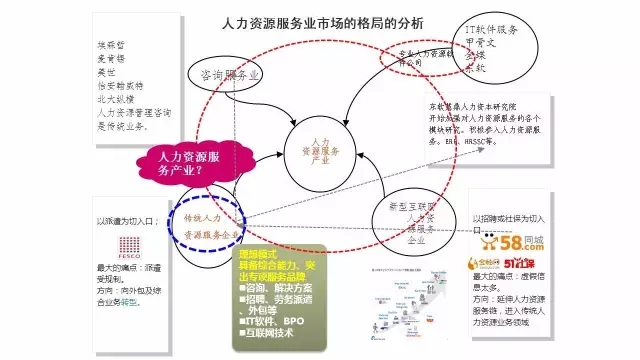 人力资源服务业市场的格局的分析
埃森哲
麦肯锡
美世
怡安翰威特
北大纵横
人力资源管理咨询
是传统业务。
咨询服务业
专业人力资源软
件公司
IT软件服务
甲骨文
金蝶
东软
人力
资源服务
产业
东软慧鼎人力资本研究院
开始加强对人力资源服务的各个
模块研究。积极参入人力资源服
务。EAP、HRSSC等。
人力资源服
务产业？
以派遣为切入口；
FESCO
最大的痛点：派遣
受规制。
方向：向外包及综
合业务转型。
传统人力
资源服务企业
新型互联网
人力资
源服务
企业
理想模式
具备综合能力、突
出专项服务品牌
■咨询、解决方案
■招聘、劳务派遣
、外包等
■IT软件、BPO
■互联网技术
以招聘或社保为切入
口
58同城
金柚网
51社保
最大的痛点：虚假信
息太多。
方向：延伸人力资源
服务链，进入传统人
力资源业务领域